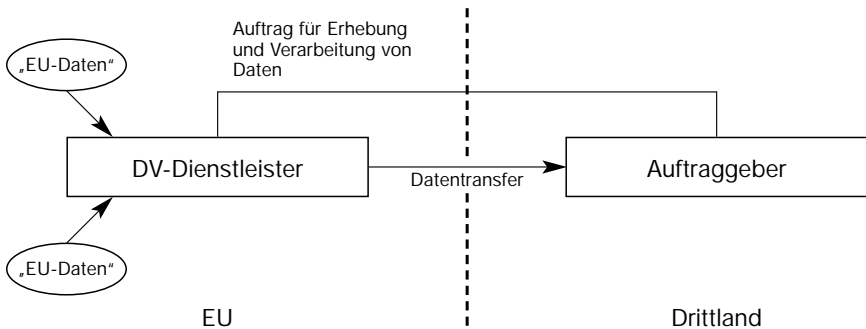 Auftrag für Erhebung
und Verarbeitung von
Daten
„EU-Daten“
DV-Dienstleister
Datentransfer
Auftraggeber
„EU-Daten“
EU
Drittland